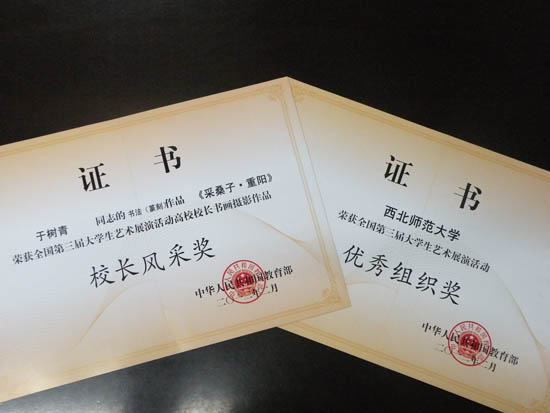 证 书
于树青 同志的 书法（篆刻）作品 《采桑子·重阳》
荣获全国第三届大学生艺术展演活动高校校长书画摄影作品
校长风采奖
中华人民共和国教育部
二〇一二年二月
证 书
西北师范大学
荣获全国第三届大学生艺术展演活动
优秀组织奖
中华人民共和国教育部
二〇一二年二月